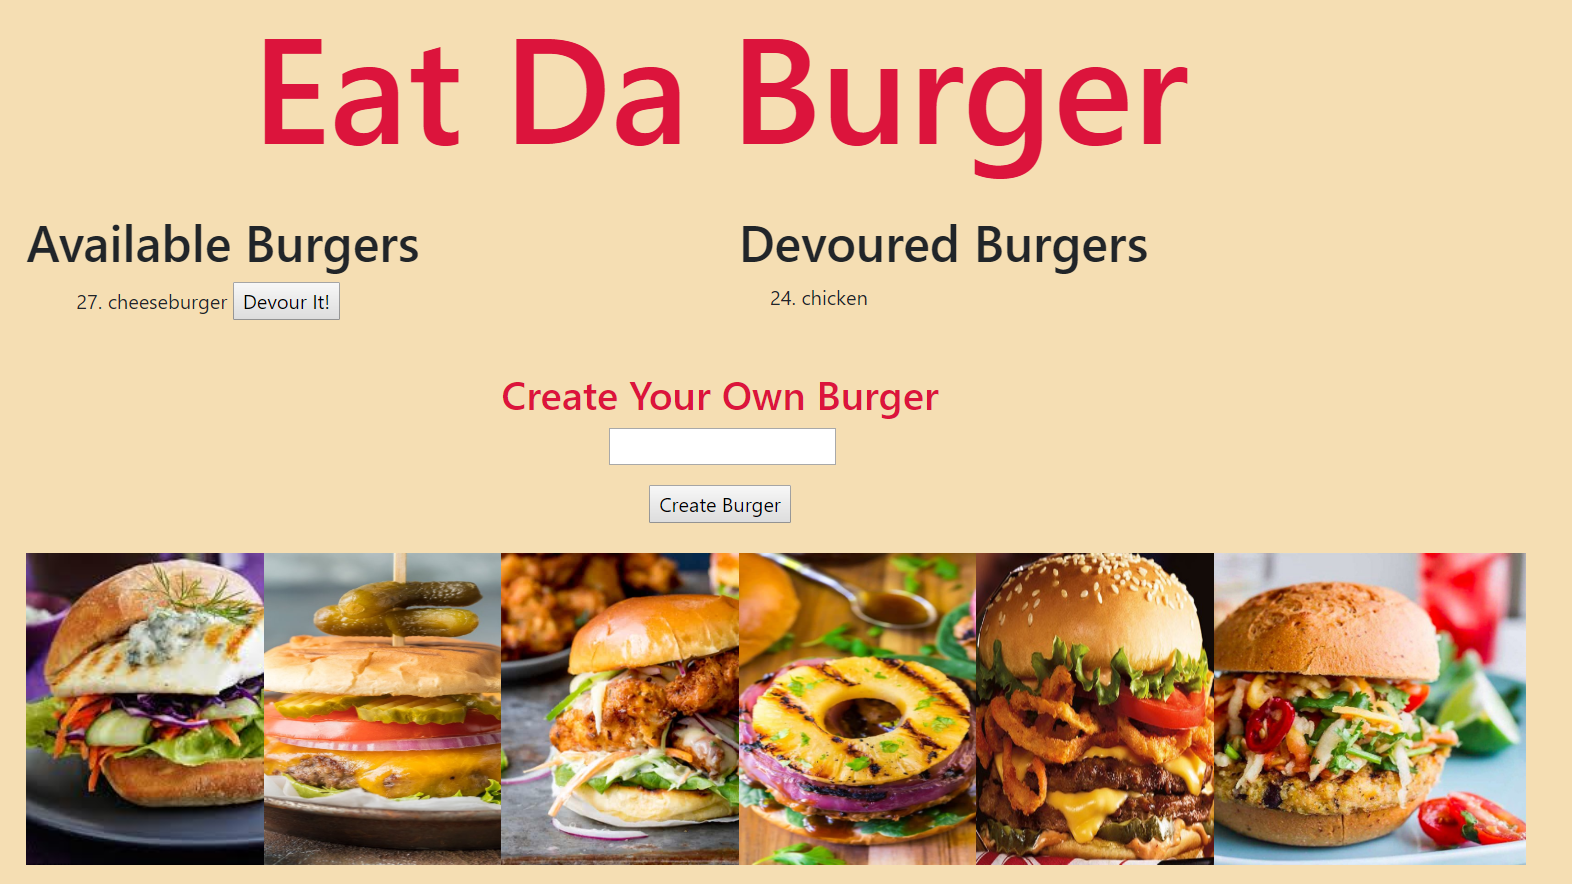 Eat Da Burger
Available Burgers
27. cheeseburger Devour It!
Devoured Burgers
24. chicken
Create Your Own Burger
Create Burger